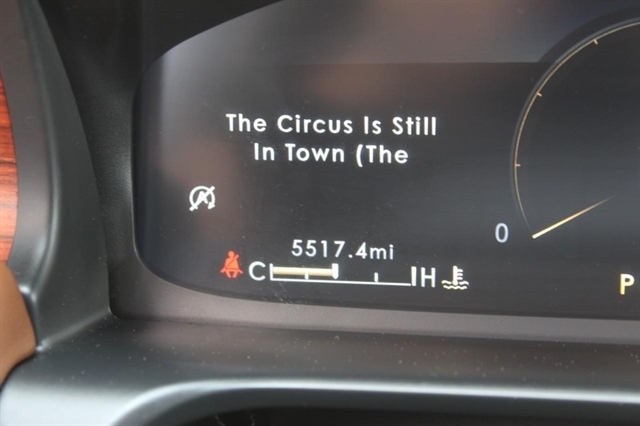 The Circus Is Still
In Town (The
0
5517.4mi
C H
P